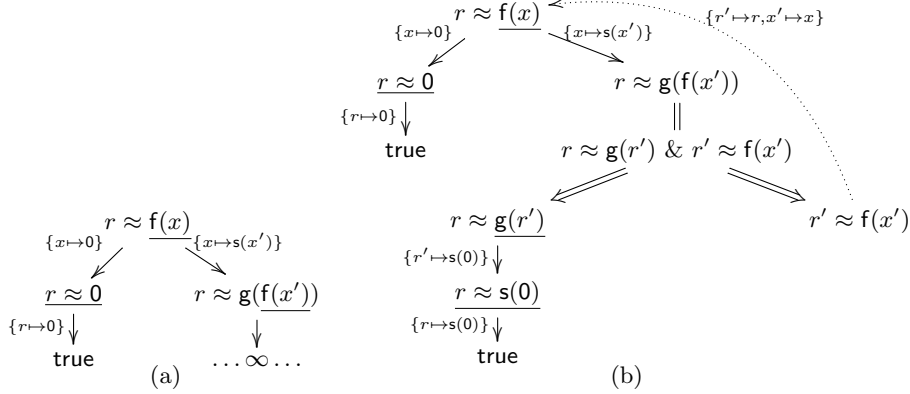 r ≈ f(x)
{r′↦r,x′↦x}
{x↦0}
{x↦s(x′)}
r ≈ 0
r ≈ g(f(x′))
{r↦0}
true
r ≈ g(r′) & r′ ≈ f(x′)
r ≈ f(x)
r ≈ g(r′)
r′ ≈ f(x′)
{x↦0}
{x↦s(x′)}
{r′↦s(0)}
r ≈ 0
r ≈ g(f(x′))
r ≈ s(0)
{r↦0}
{r↦s(0)}
true
...∞...
true
(a)
(b)